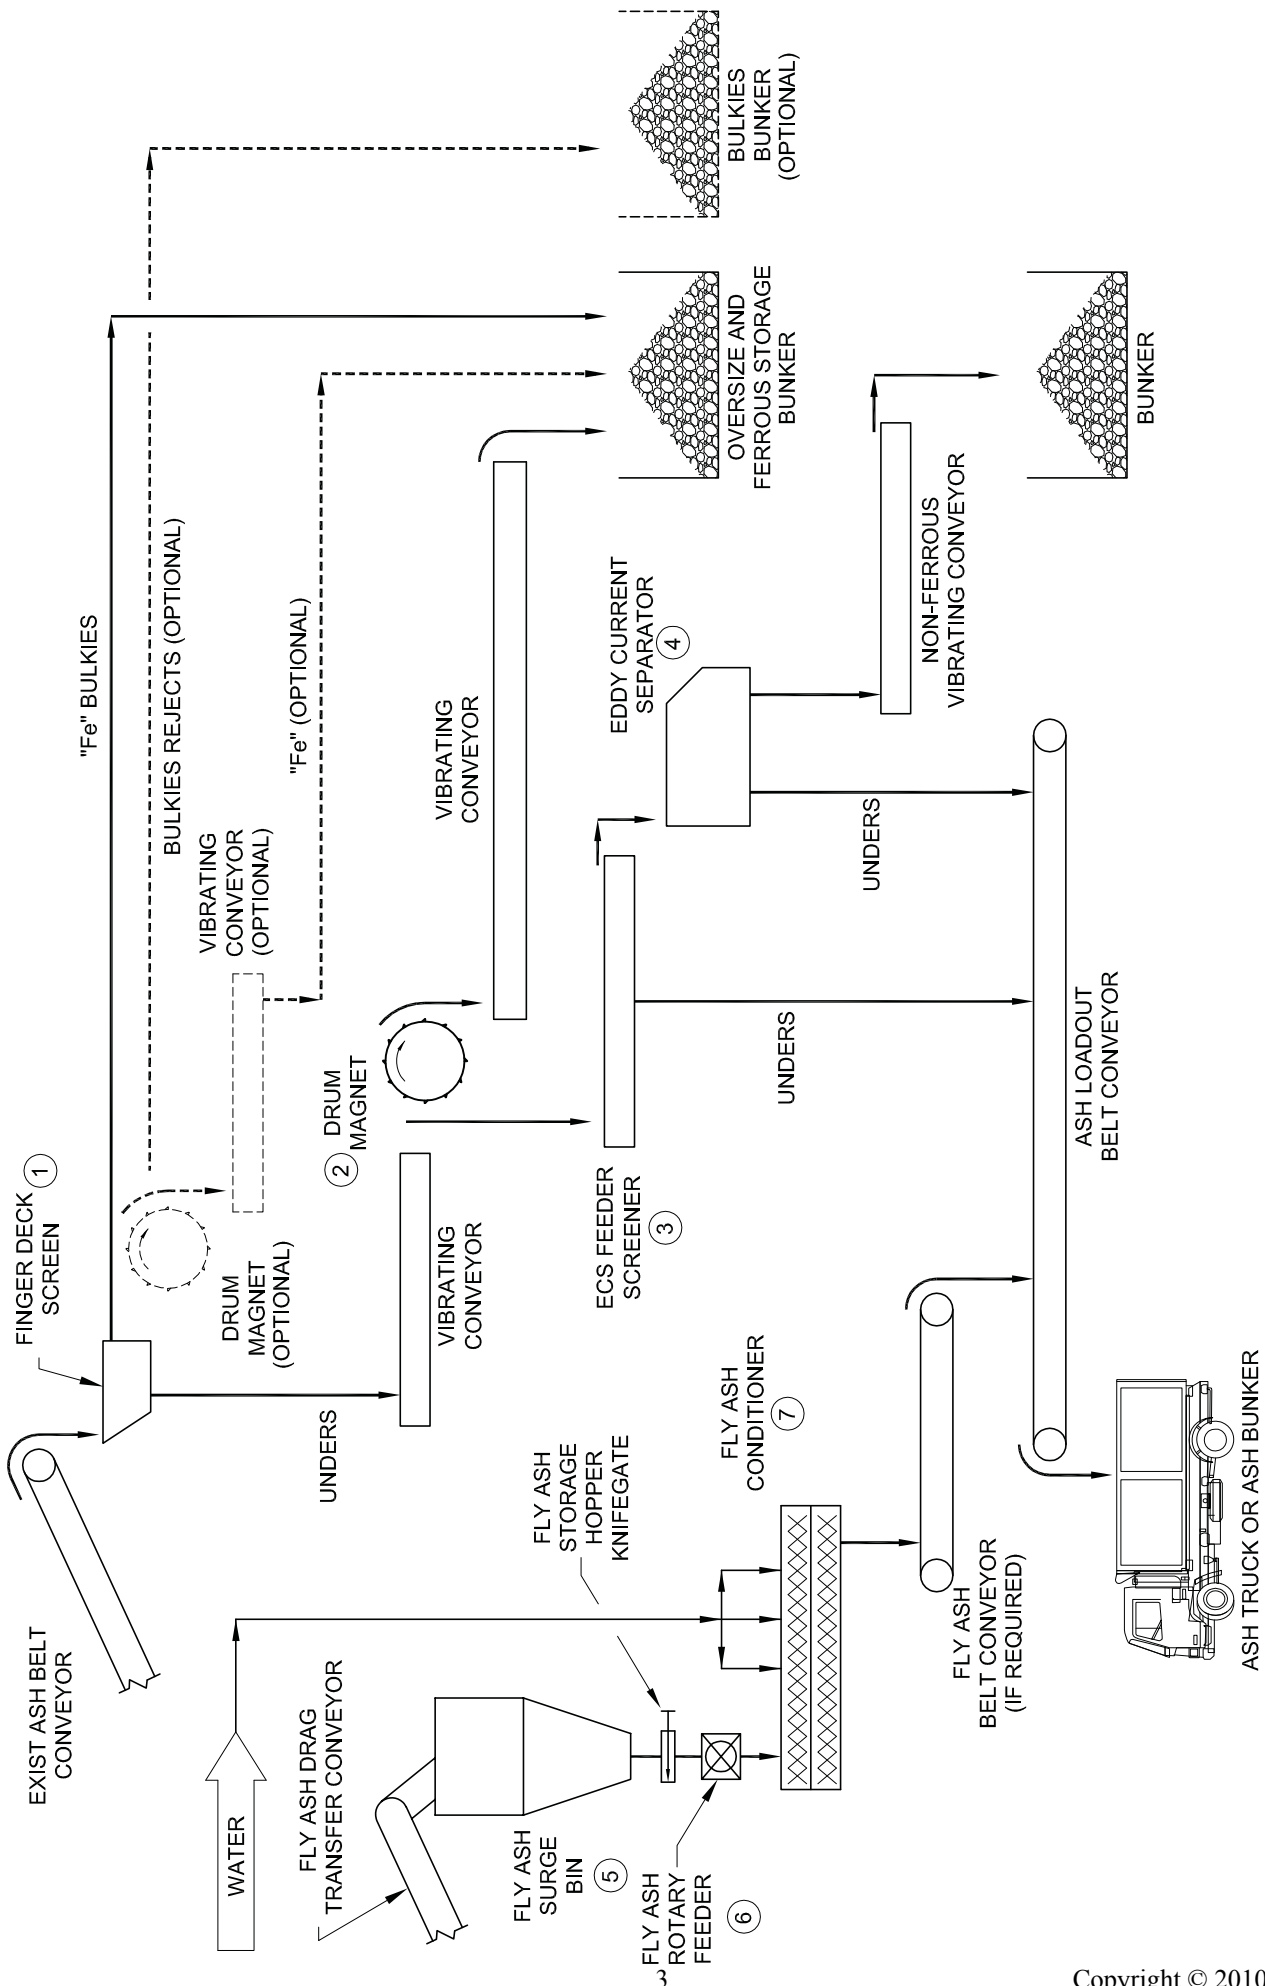 EXIST ASH BELT
CONVEYOR
FINGER DECK
SCREEN
1
"Fe" BULKIES
BULKIES REJECTS (OPTIONAL)
WATER
DRUM
MAGNET
(OPTIONAL)
VIBRATING
CONVEYOR
(OPTIONAL)
"Fe" (OPTIONAL)
UNDERS
FLY ASH DRAG
TRANSFER CONVEYOR
2
DRUM
MAGNET
VIBRATING
CONVEYOR
VIBRATING
CONVEYOR
FLY ASH
SURGE
BIN
5
FLY ASH
STORAGE
HOPPER
KNIFEGATE
ECS FEEDER
SCREENER
3
EDDY CURRENT
SEPARATOR
4
OVERSIZE AND
FERROUS STORAGE
BUNKER
BULKIES
BUNKER
(OPTIONAL)
FLY ASH
ROTARY
FEEDER
6
FLY ASH
CONDITIONER
7
UNDERS
UNDERS
NON-FERROUS
VIBRATING CONVEYOR
FLY ASH
BELT CONVEYOR
(IF REQUIRED)
ASH LOADOUT
BELT CONVEYOR
BUNKER
ASH TRUCK OR ASH BUNKER
3
Copyright © 2010